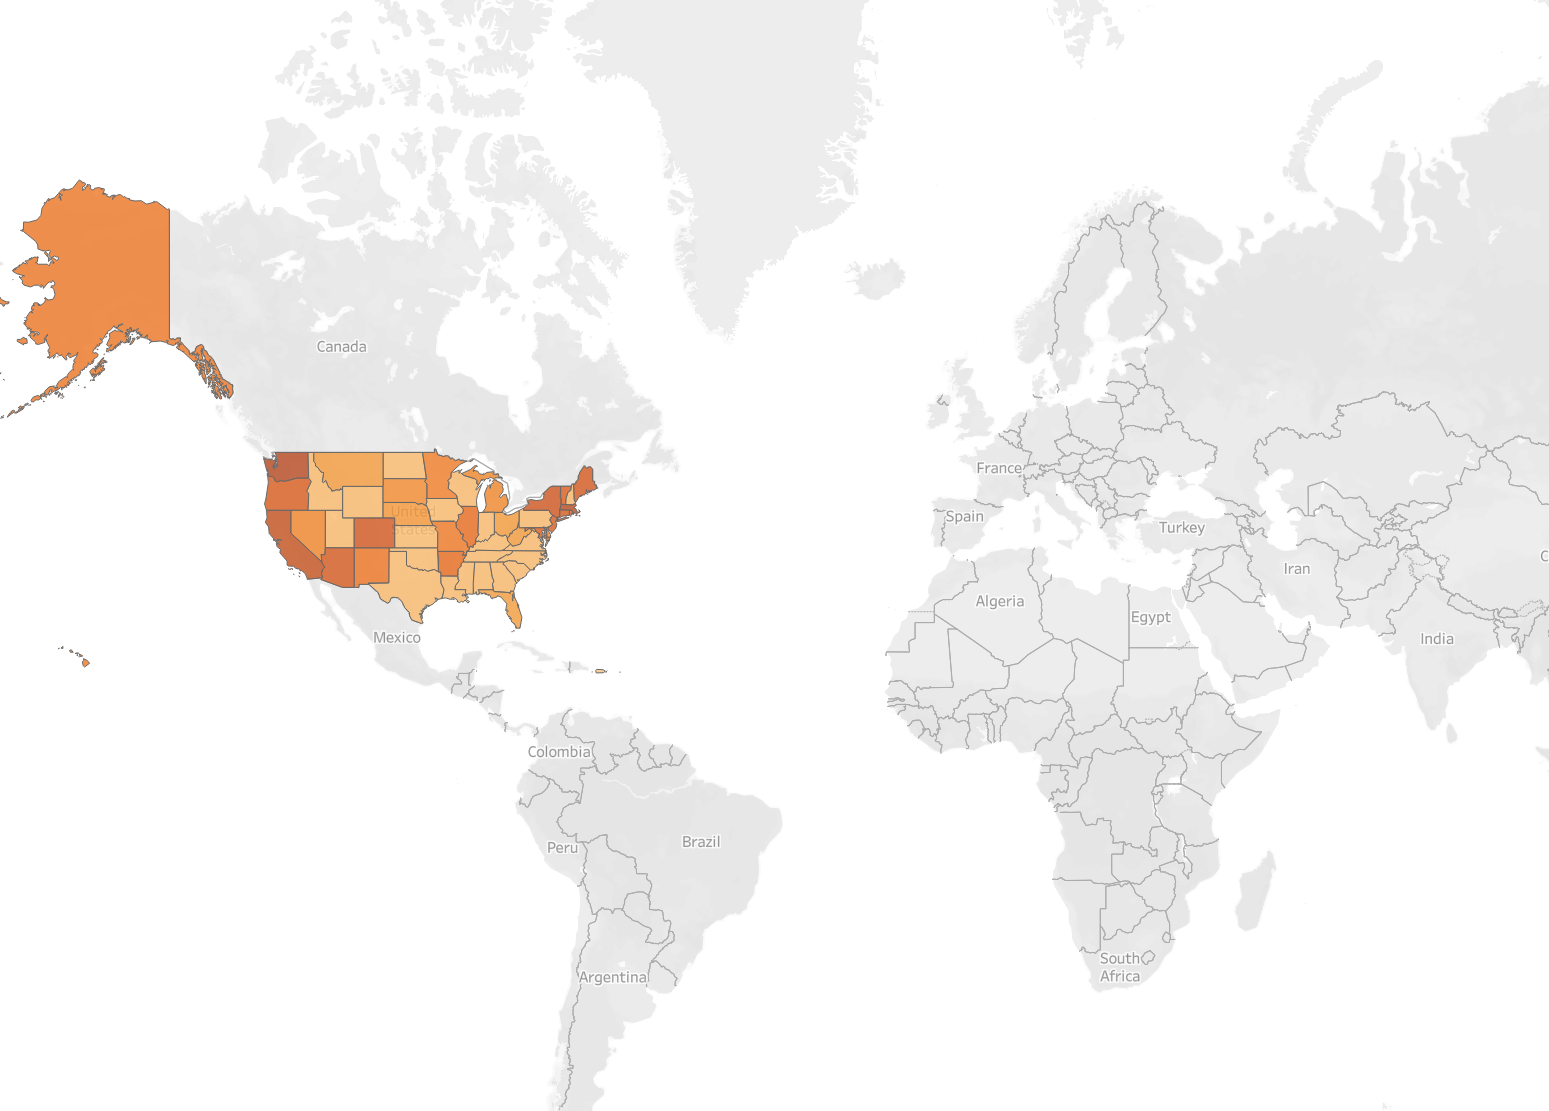 Canada
United
States
Mexico
Colombia
Peru
Brazil
Argentina
France
Spain
Turkey
Iran
Algeria
Egypt
India
South
Africa
C